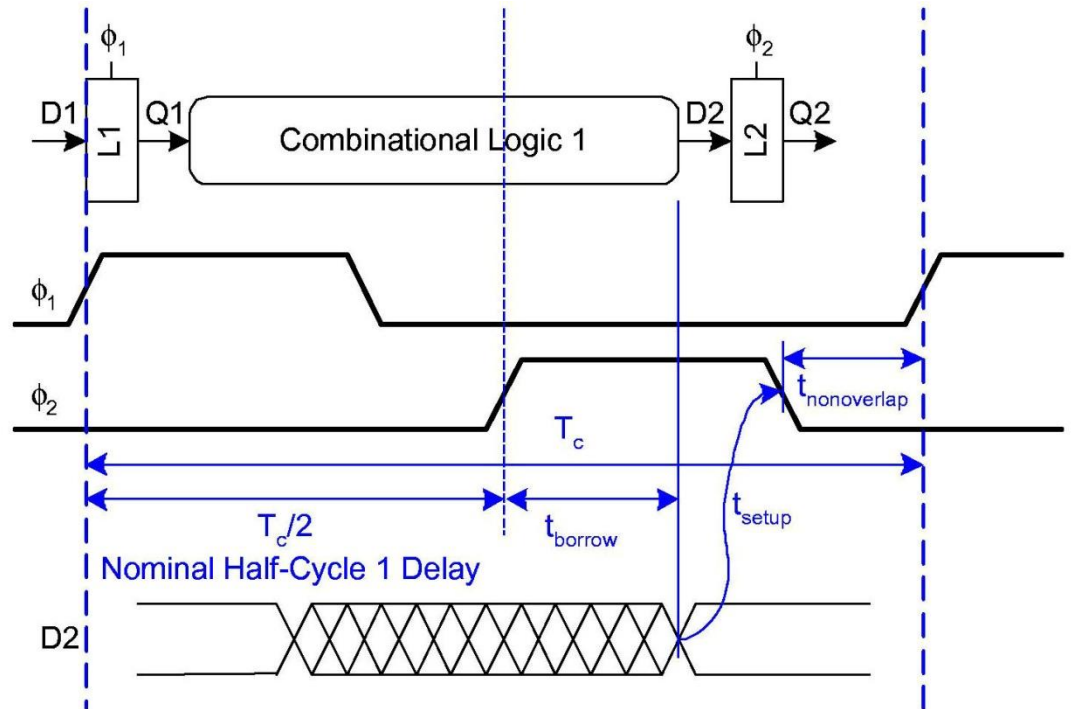 ϕ1
ϕ2
D1
L1
Q1
Combinational Logic 1
D2
L2
Q2
ϕ1
ϕ2
tnonoverlap
Tc
Tc/2
tborrow
tsetup
Nominal Half-Cycle 1 Delay
D2